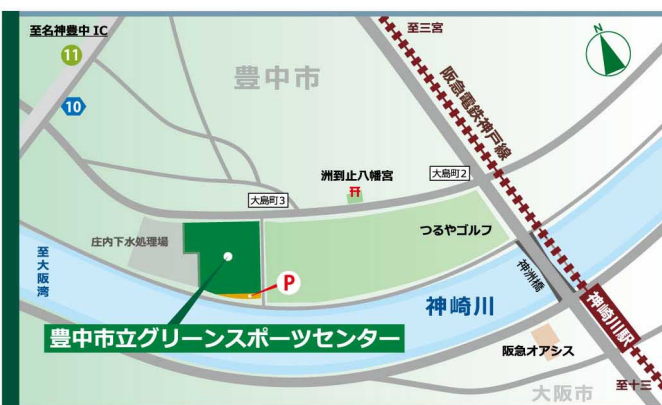 至名神豊中 IC
11
10
豊中市
至三宮
N
阪急電鉄神戸線
洲到止八幡宮
大島町2
大島町3
庄内下水処理場
つるやゴルフ
至大阪湾
P
神崎川
神洲橋
神崎川駅
豊中市立グリーンスポーツセンター
阪急オアシス
至十三
大阪市